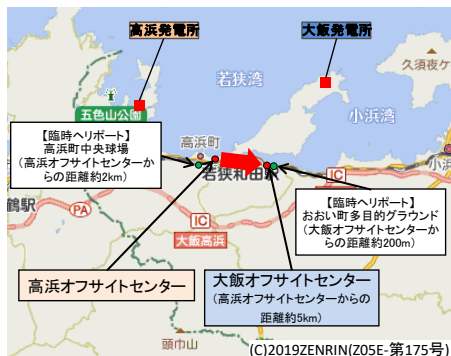 高浜発電所
大飯発電所
若狭湾
久須夜ケ
五色山公園
小浜湾
【臨時ヘリポート】
高浜町中央球場
(高浜オフサイトセンターか
らの距離約2km)
高浜町
若狭和田駅
小浜
鶴駅
PA
IC
大飯高浜
IC
【臨時ヘリポート】
おおい町多目的グラウンド
(大飯オフサイトセンターか
らの距離約200m)
高浜オフサイトセンター
大飯オフサイトセンター
(高浜オフサイトセンターからの
距離約5km)
頭巾山
(C)2019ZENRIN(Z05E-第175号)